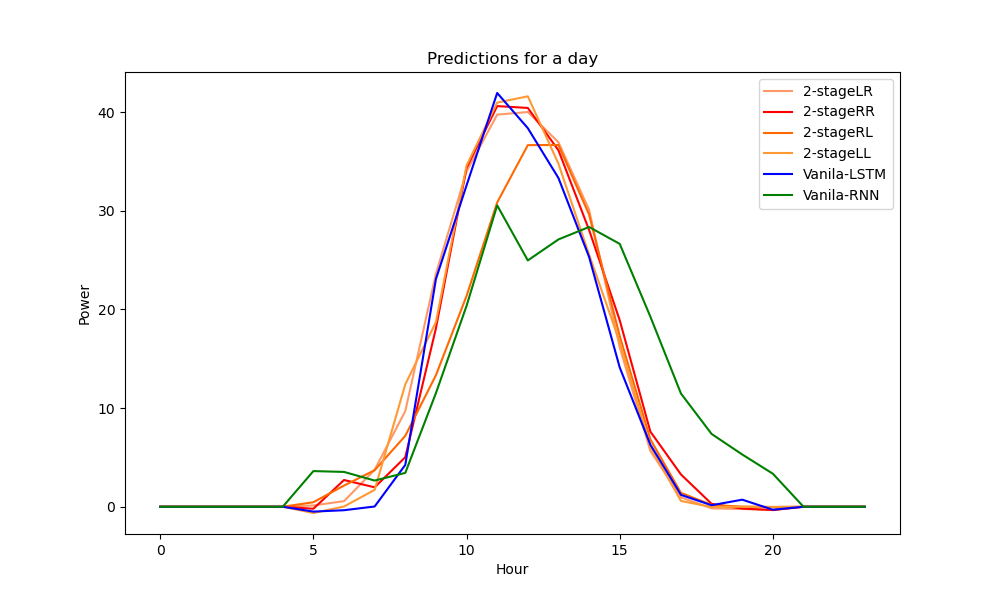 Predictions for a day
2-stageLR
2-stageRR
2-stageRL
2-stageLL
Vanila-LSTM
Vanila-RNN
40
30
20
10
0
Power
0 5 10 15 20
Hour